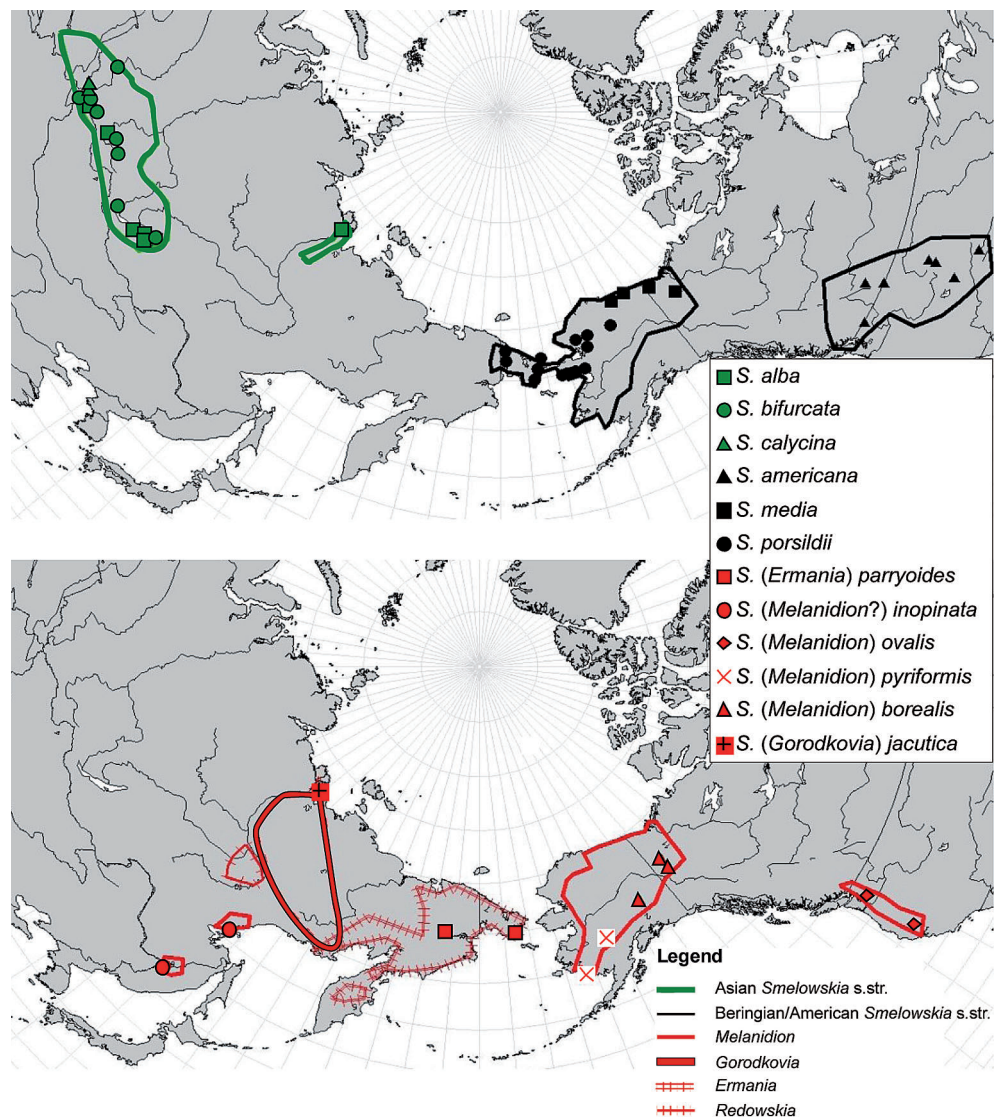 S. alba
S. bifurcata
S. calycina
S. americana
S. media
S. porsildii
S. (Ermania) parryoides
S. (Melanidion?) inopinata
S. (Melanidion) ovalis
S. (Melanidion) pyriformis
S. (Melanidion) borealis
S. (Gorodkovia) jacutica
Legend
Asian Smelowskia s.str.
Beringian/American Smelowskia s.str.
Melanidion
Gorodkovia
Ermania
Redowskia